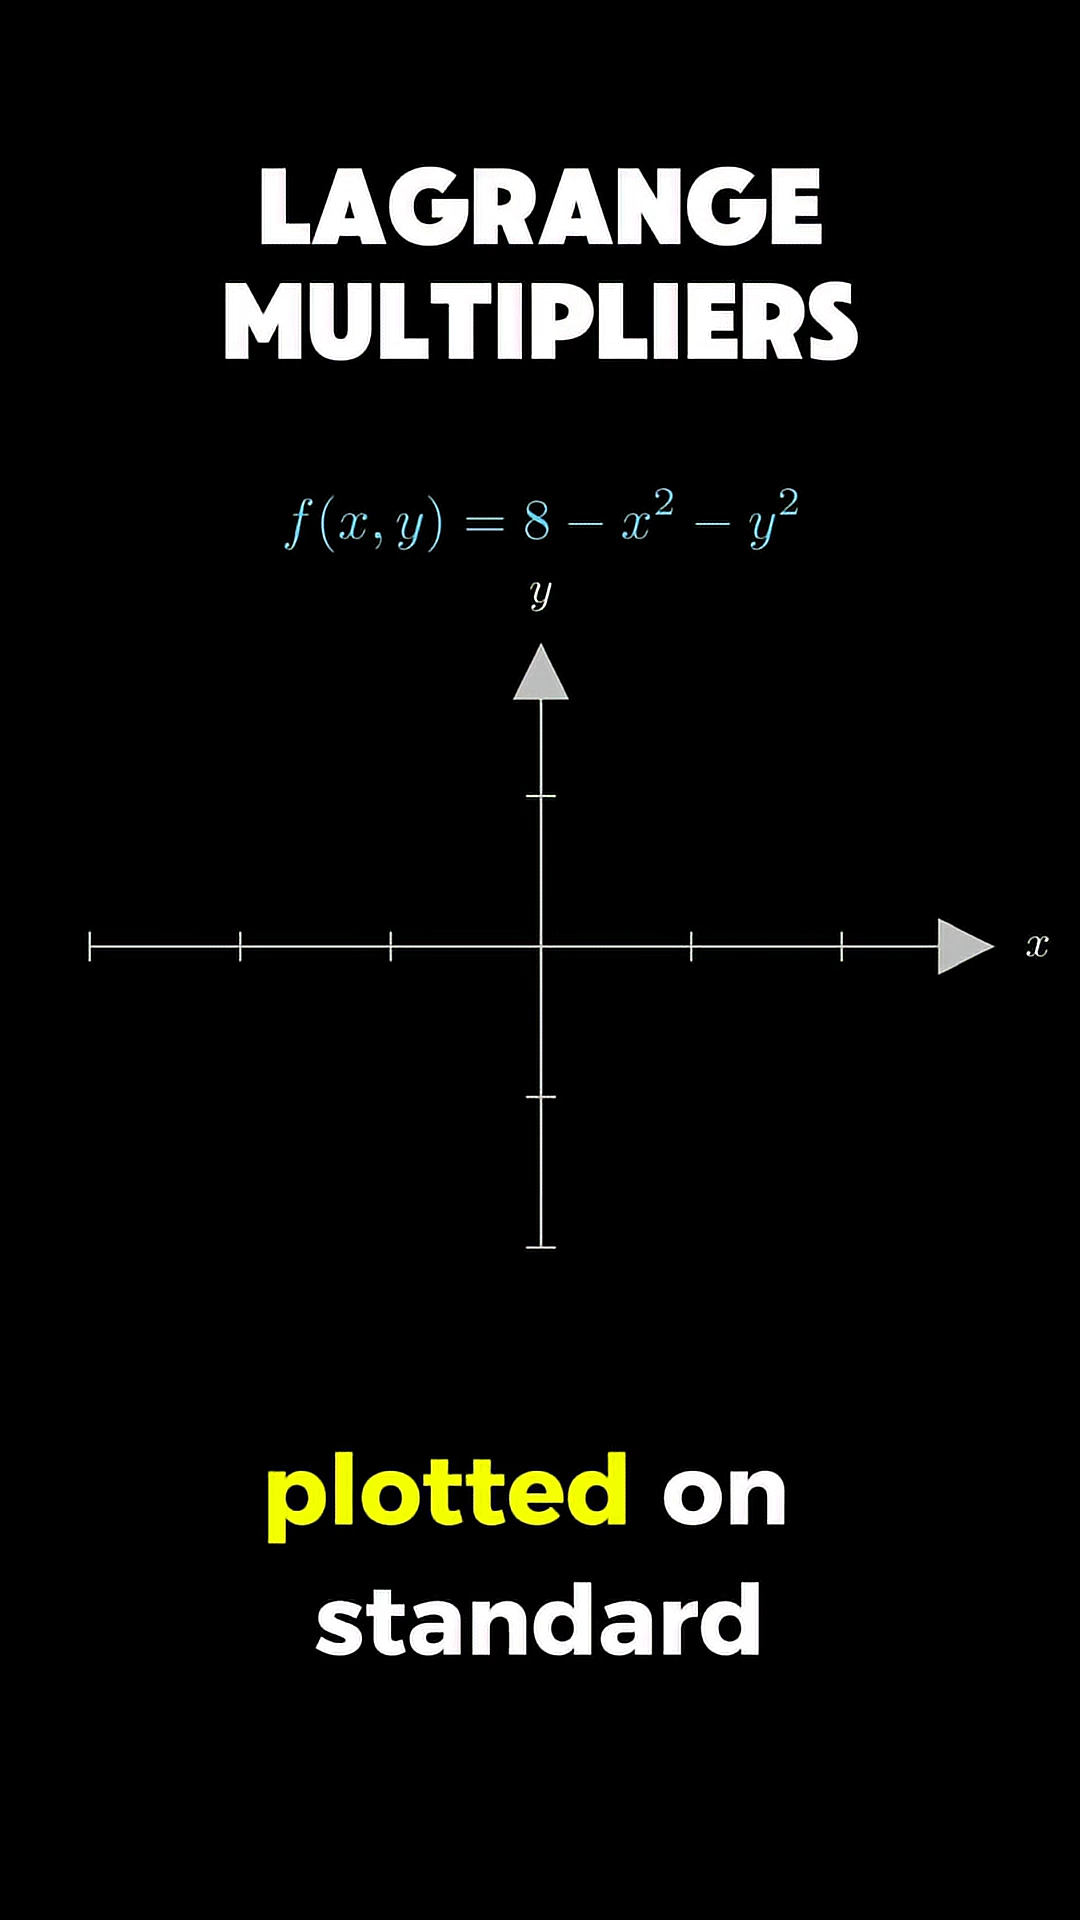 LAGRANGE
MULTIPLIERS
f(x, y) = 8 − x² − y²
y
x
plotted on
standard